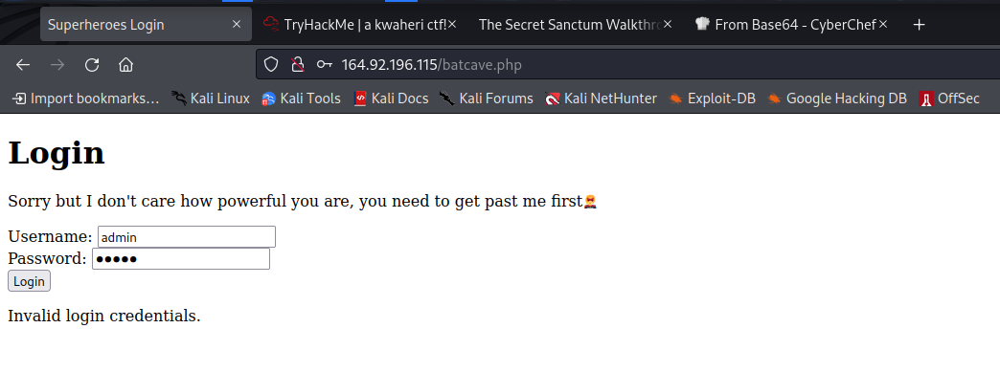 Superheroes Login
TryHackMe | a kwaheri ctf!
The Secret Sanctum Walkthro
From Base64 - CyberChef
164.92.196.115/batcave.php
Import bookmarks...
Kali Linux
Kali Tools
Kali Docs
Kali Forums
Kali NetHunter
Exploit-DB
Google Hacking DB
OffSec
Login
Sorry but I don't care how powerful you are, you need to get past me first
Username: admin
Password: ●●●●●
Login
Invalid login credentials.